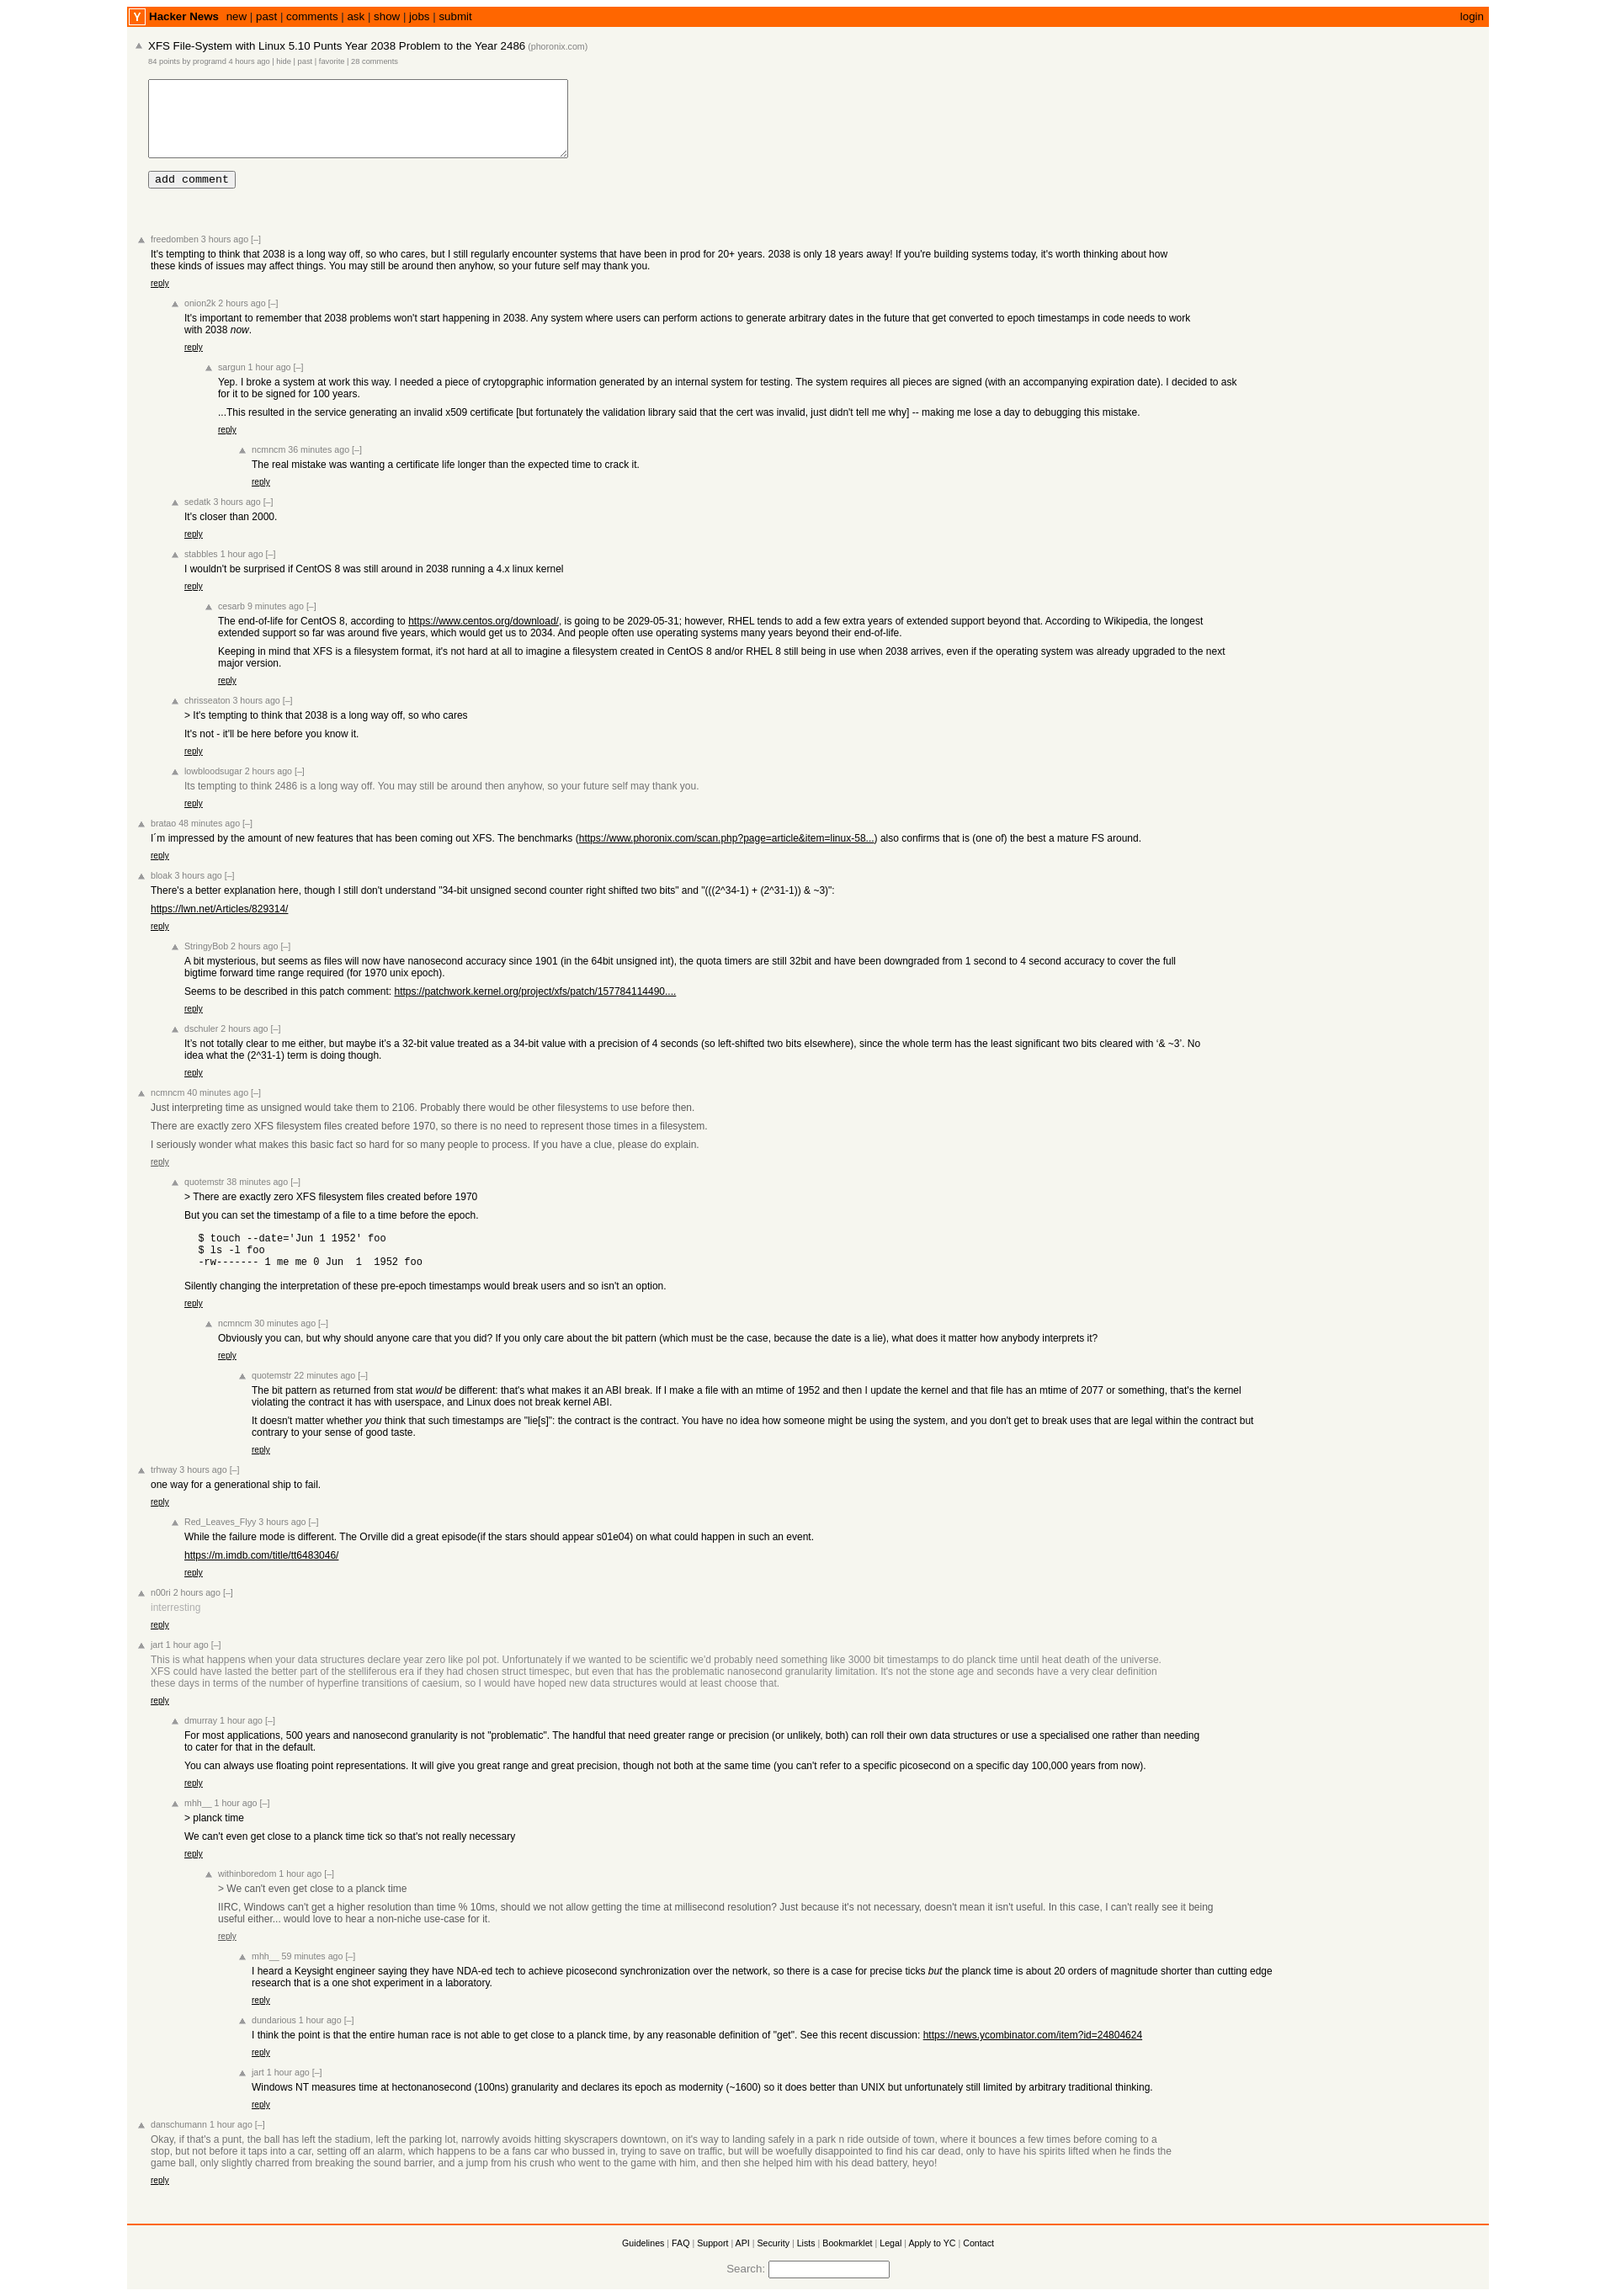 Y Hacker News new | past | comments | ask | show | jobs | submit login
XFS File-System with Linux 5.10 Punts Year 2038 Problem to the Year 2486 (phoronix.com)
84 points by programd 4 hours ago | hide | past | favorite | 28 comments
add comment
freedomben 3 hours ago [–]
It's tempting to think that 2038 is a long way off, so who cares, but I still regularly encounter systems that have been in prod for 20+ years. 2038 is only 18 years away! If you're building systems today, it's worth thinking about how
these kinds of issues may affect things. You may still be around then anyhow, so your future self may thank you.
reply
onion2k 2 hours ago [–]
It's important to remember that 2038 problems won't start happening in 2038. Any system where users can perform actions to generate arbitrary dates in the future that get converted to epoch timestamps in code needs to work
with 2038 now.
reply
sargun 1 hour ago [–]
Yep. I broke a system at work this way. I needed a piece of crytopgraphic information generated by an internal system for testing. The system requires all pieces are signed (with an accompanying expiration date). I decided to ask
for it to be signed for 100 years.
...This resulted in the service generating an invalid x509 certificate [but fortunately the validation library said that the cert was invalid, just didn't tell me why] -- making me lose a day to debugging this mistake.
reply
ncmncm 36 minutes ago [–]
The real mistake was wanting a certificate life longer than the expected time to crack it.
reply
sedatk 3 hours ago [–]
It's closer than 2000.
reply
stabbles 1 hour ago [–]
I wouldn't be surprised if CentOS 8 was still around in 2038 running a 4.x linux kernel
reply
cesarb 9 minutes ago [–]
The end-of-life for CentOS 8, according to https://www.centos.org/download/, is going to be 2029-05-31; however, RHEL tends to add a few extra years of extended support beyond that. According to Wikipedia, the longest
extended support so far was around five years, which would get us to 2034. And people often use operating systems many years beyond their end-of-life.
Keeping in mind that XFS is a filesystem format, it's not hard at all to imagine a filesystem created in CentOS 8 and/or RHEL 8 still being in use when 2038 arrives, even if the operating system was already upgraded to the next
major version.
reply
chrisseaton 3 hours ago [–]
> It's tempting to think that 2038 is a long way off, so who cares
It's not - it'll be here before you know it.
reply
lowbloodsugar 2 hours ago [–]
Its tempting to think 2486 is a long way off. You may still be around then anyhow, so your future self may thank you.
reply
bratao 48 minutes ago [–]
I´m impressed by the amount of new features that has been coming out XFS. The benchmarks (https://www.phoronix.com/scan.php?page=article&item=linux-58...) also confirms that is (one of) the best a mature FS around.
reply
bloak 3 hours ago [–]
There's a better explanation here, though I still don't understand "34-bit unsigned second counter right shifted two bits" and "(((2^34-1) + (2^31-1)) & ~3)":
https://lwn.net/Articles/829314/
reply
StringyBob 2 hours ago [–]
A bit mysterious, but seems as files will now have nanosecond accuracy since 1901 (in the 64bit unsigned int), the quota timers are still 32bit and have been downgraded from 1 second to 4 second accuracy to cover the full
bigtime forward time range required (for 1970 unix epoch).
Seems to be described in this patch comment: https://patchwork.kernel.org/project/xfs/patch/157784114490....
reply
dschuler 2 hours ago [–]
It’s not totally clear to me either, but maybe it’s a 32-bit value treated as a 34-bit value with a precision of 4 seconds (so left-shifted two bits elsewhere), since the whole term has the least significant two bits cleared with ‘& ~3’. No
idea what the (2^31-1) term is doing though.
reply
ncmncm 40 minutes ago [–]
Just interpreting time as unsigned would take them to 2106. Probably there would be other filesystems to use before then.
There are exactly zero XFS filesystem files created before 1970, so there is no need to represent those times in a filesystem.
I seriously wonder what makes this basic fact so hard for so many people to process. If you have a clue, please do explain.
reply
quotemstr 38 minutes ago [–]
> There are exactly zero XFS filesystem files created before 1970
But you can set the timestamp of a file to a time before the epoch.
$ touch --date='Jun 1 1952' foo
$ ls -l foo
-rw------- 1 me me 0 Jun  1  1952 foo
Silently changing the interpretation of these pre-epoch timestamps would break users and so isn't an option.
reply
ncmncm 30 minutes ago [–]
Obviously you can, but why should anyone care that you did? If you only care about the bit pattern (which must be the case, because the date is a lie), what does it matter how anybody interprets it?
reply
quotemstr 22 minutes ago [–]
The bit pattern as returned from stat would be different: that's what makes it an ABI break. If I make a file with an mtime of 1952 and then I update the kernel and that file has an mtime of 2077 or something, that's the kernel
violating the contract it has with userspace, and Linux does not break kernel ABI.
It doesn't matter whether you think that such timestamps are "lie[s]": the contract is the contract. You have no idea how someone might be using the system, and you don't get to break uses that are legal within the contract but
contrary to your sense of good taste.
reply
trhway 3 hours ago [–]
one way for a generational ship to fail.
reply
Red_Leaves_Flyy 3 hours ago [–]
While the failure mode is different. The Orville did a great episode(if the stars should appear s01e04) on what could happen in such an event.
https://m.imdb.com/title/tt6483046/
reply
n00ri 2 hours ago [–]
interresting
reply
jart 1 hour ago [–]
This is what happens when your data structures declare year zero like pol pot. Unfortunately if we wanted to be scientific we'd probably need something like 3000 bit timestamps to do planck time until heat death of the universe.
XFS could have lasted the better part of the stelliferous era if they had chosen struct timespec, but even that has the problematic nanosecond granularity limitation. It's not the stone age and seconds have a very clear definition
these days in terms of the number of hyperfine transitions of caesium, so I would have hoped new data structures would at least choose that.
reply
dmurray 1 hour ago [–]
For most applications, 500 years and nanosecond granularity is not "problematic". The handful that need greater range or precision (or unlikely, both) can roll their own data structures or use a specialised one rather than needing
to cater for that in the default.
You can always use floating point representations. It will give you great range and great precision, though not both at the same time (you can't refer to a specific picosecond on a specific day 100,000 years from now).
reply
mhh__ 1 hour ago [–]
> planck time
We can't even get close to a planck time tick so that's not really necessary
reply
withinboredom 1 hour ago [–]
> We can't even get close to a planck time
IIRC, Windows can't get a higher resolution than time % 10ms, should we not allow getting the time at millisecond resolution? Just because it's not necessary, doesn't mean it isn't useful. In this case, I can't really see it being
useful either... would love to hear a non-niche use-case for it.
reply
mhh__ 59 minutes ago [–]
I heard a Keysight engineer saying they have NDA-ed tech to achieve picosecond synchronization over the network, so there is a case for precise ticks but the planck time is about 20 orders of magnitude shorter than cutting edge
research that is a one shot experiment in a laboratory.
reply
dundarious 1 hour ago [–]
I think the point is that the entire human race is not able to get close to a planck time, by any reasonable definition of "get". See this recent discussion: https://news.ycombinator.com/item?id=24804624
reply
jart 1 hour ago [–]
Windows NT measures time at hectonanosecond (100ns) granularity and declares its epoch as modernity (~1600) so it does better than UNIX but unfortunately still limited by arbitrary traditional thinking.
reply
danschumann 1 hour ago [–]
Okay, if that's a punt, the ball has left the stadium, left the parking lot, narrowly avoids hitting skyscrapers downtown, on it's way to landing safely in a park n ride outside of town, where it bounces a few times before coming to a
stop, but not before it taps into a car, setting off an alarm, which happens to be a fans car who bussed in, trying to save on traffic, but will be woefully disappointed to find his car dead, only to have his spirits lifted when he finds the
game ball, only slightly charred from breaking the sound barrier, and a jump from his crush who went to the game with him, and then she helped him with his dead battery, heyo!
reply
Guidelines | FAQ | Support | API | Security | Lists | Bookmarklet | Legal | Apply to YC | Contact
Search: